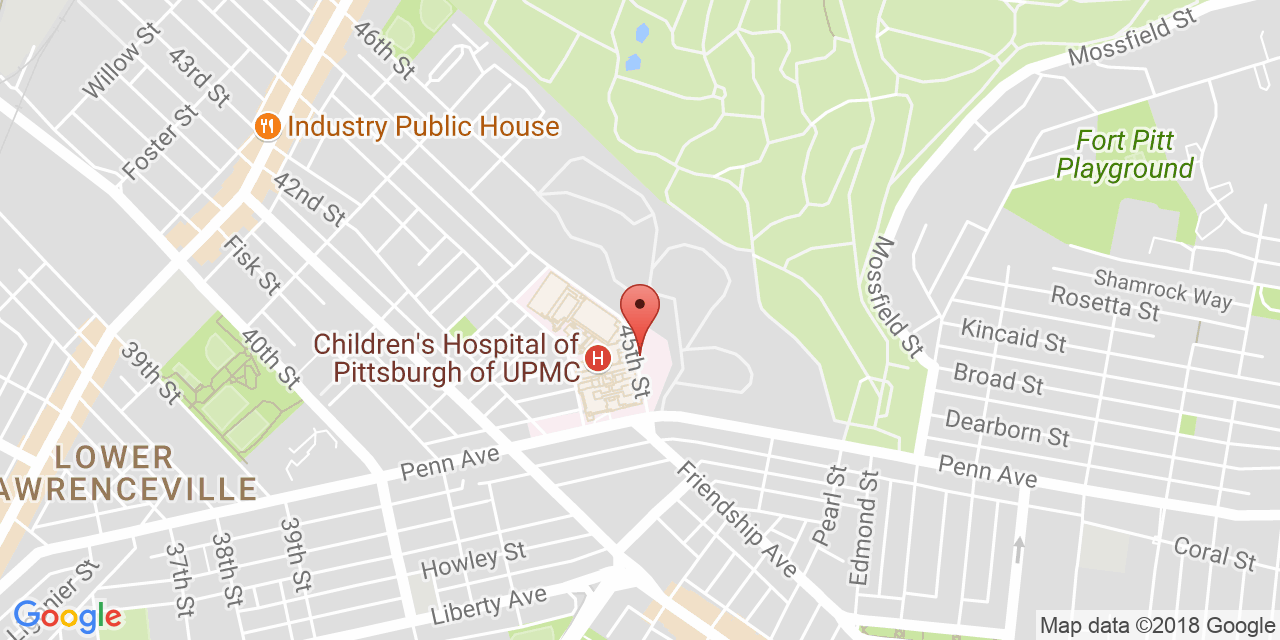 Mossfield St
46th St
Willow St
43rd St
Foster St
Industry Public House
Fort Pitt
Playground
42nd St
Fisk St
Mossfield St
Shamrock Way
Rosetta St
Kincaid St
Broad St
Dearborn St
Children's Hospital of
Pittsburgh of UPMC
H
45th St
40th St
39th St
LOWER
AWRENCEVILLE
Penn Ave
Penn Ave
Friendship Ave
Pearl St
Edmond St
Coral St
39th St
38th St
37th St
Howley St
Liberty Ave
Ligonier St
Google
Map data ©2018 Google